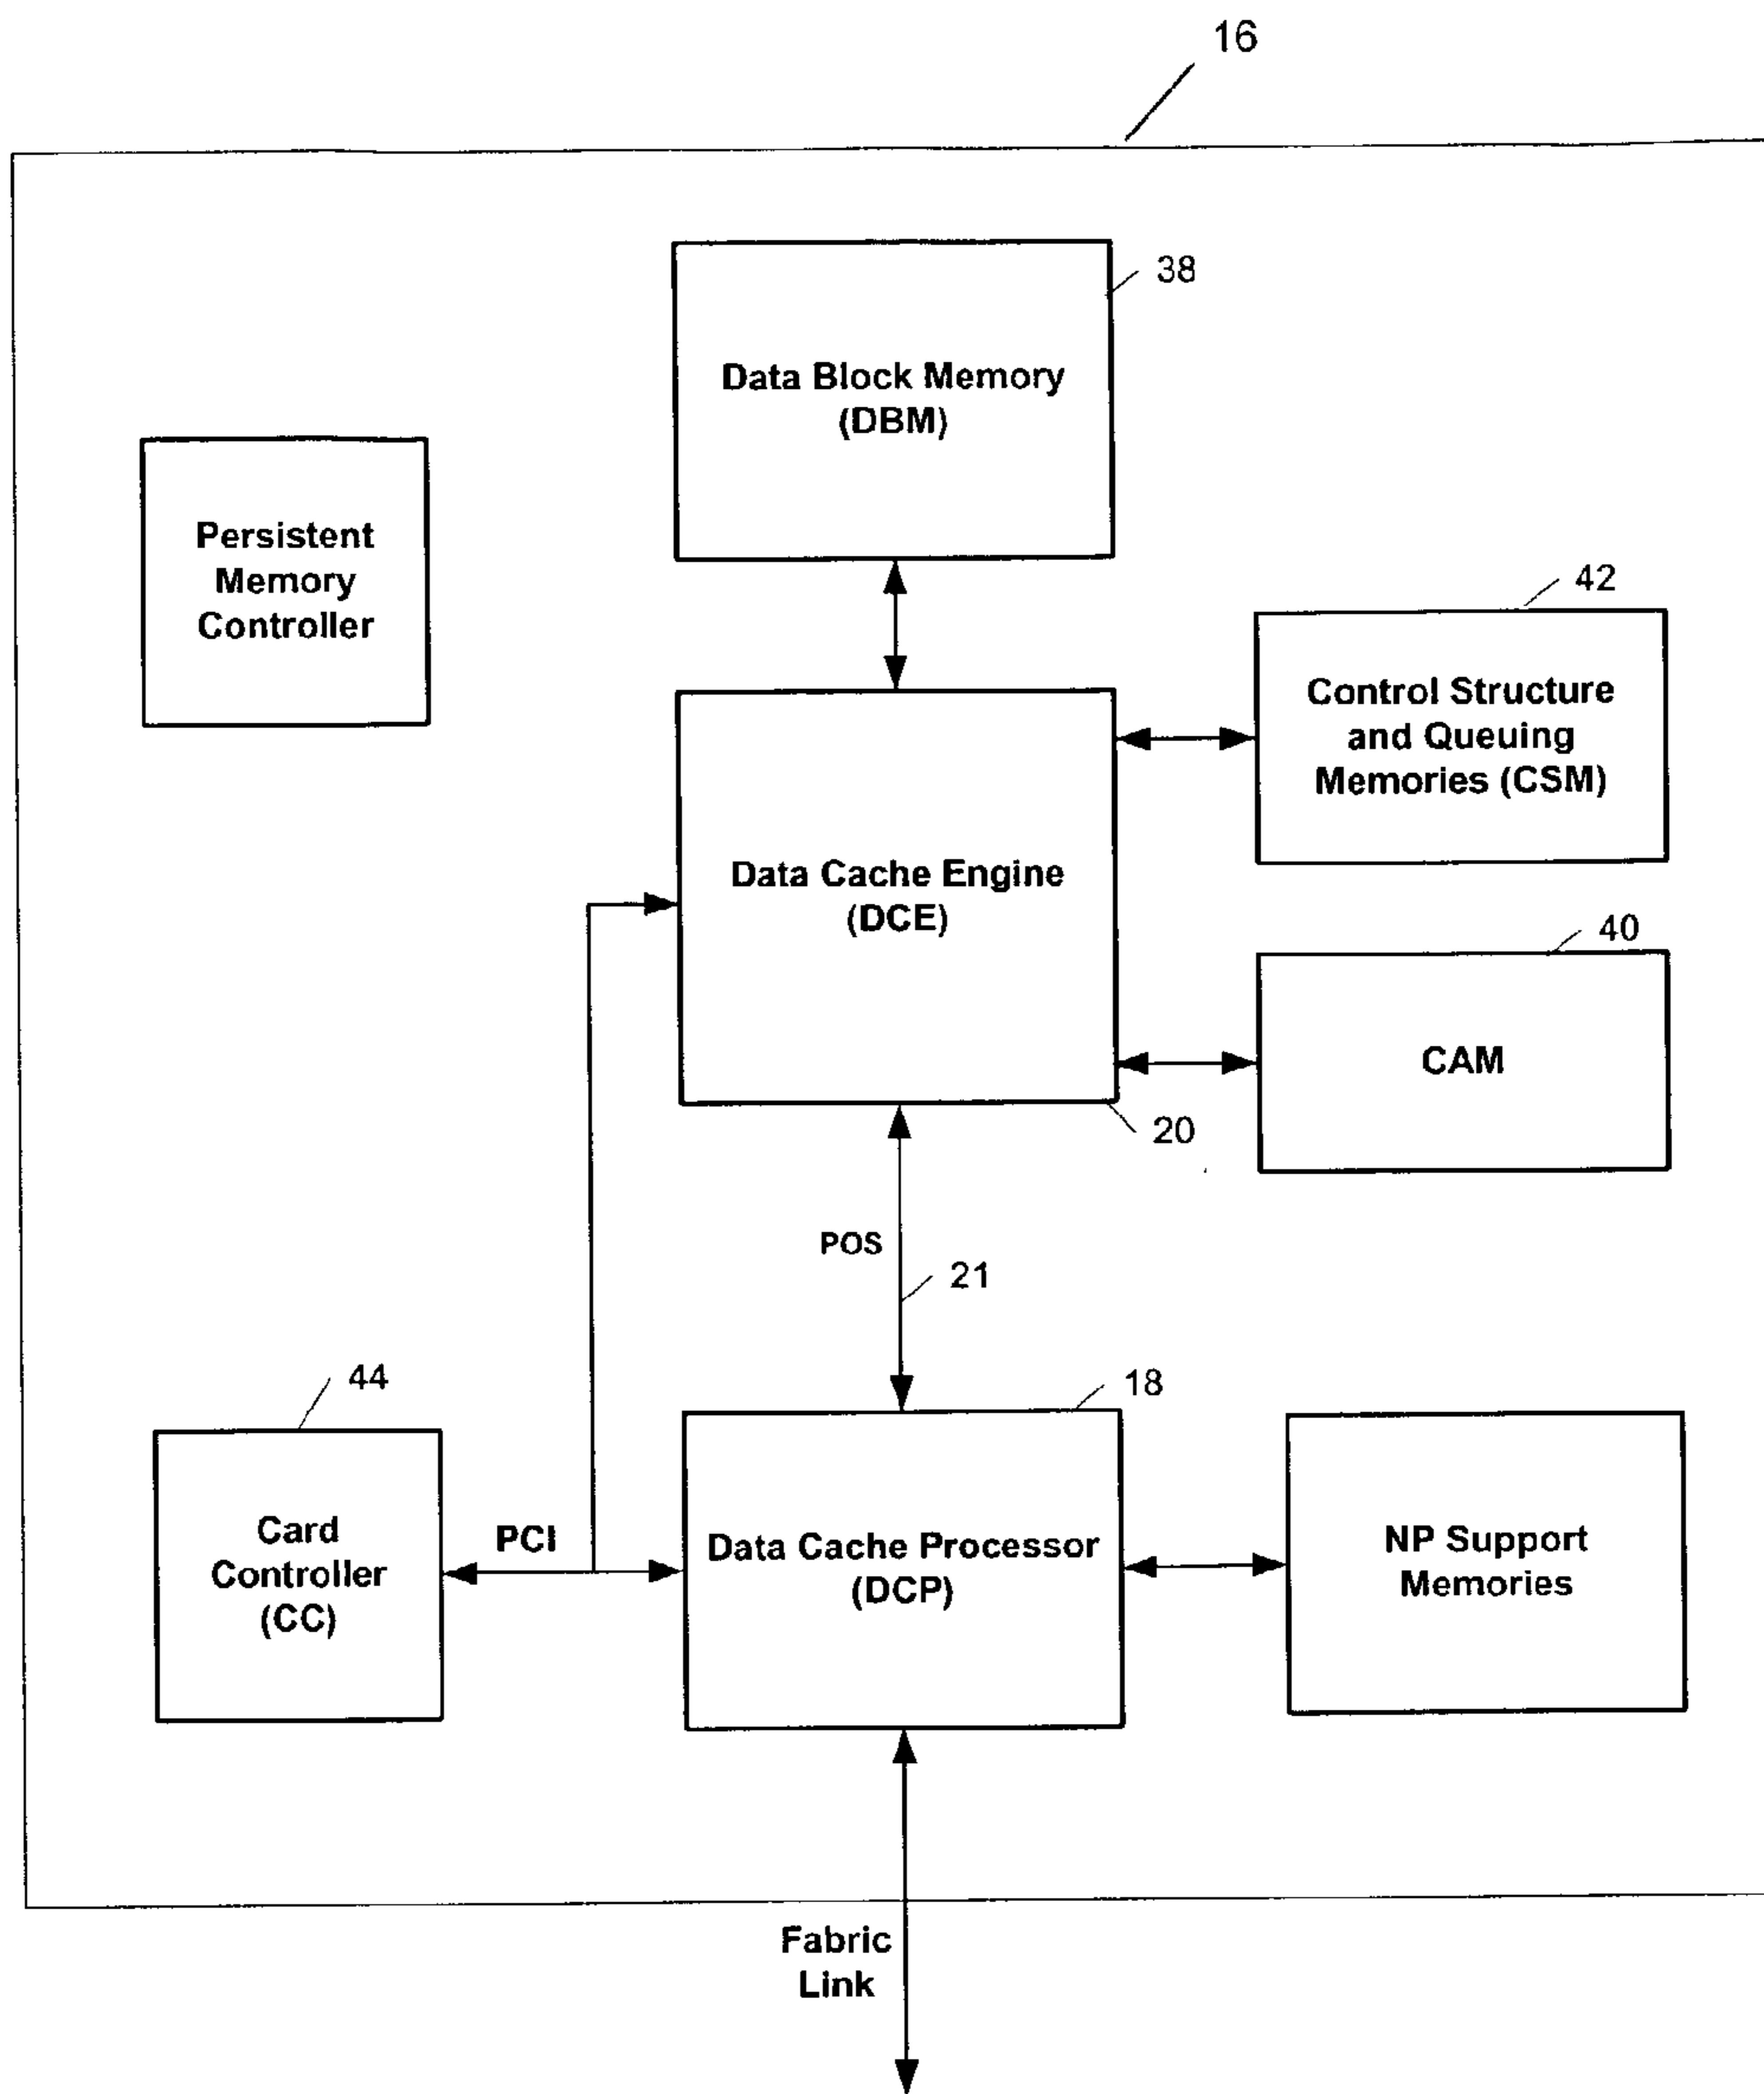 16
38
Data Block Memory
(DBM)
Persistent
Memory
Controller
42
Control Structure
and Queuing
Memories (CSM)
Data Cache Engine
(DCE)
40
CAM
20
POS
21
44
18
Card
Controller
(CC)
PCI
Data Cache Processor
(DCP)
NP Support
Memories
Fabric
Link